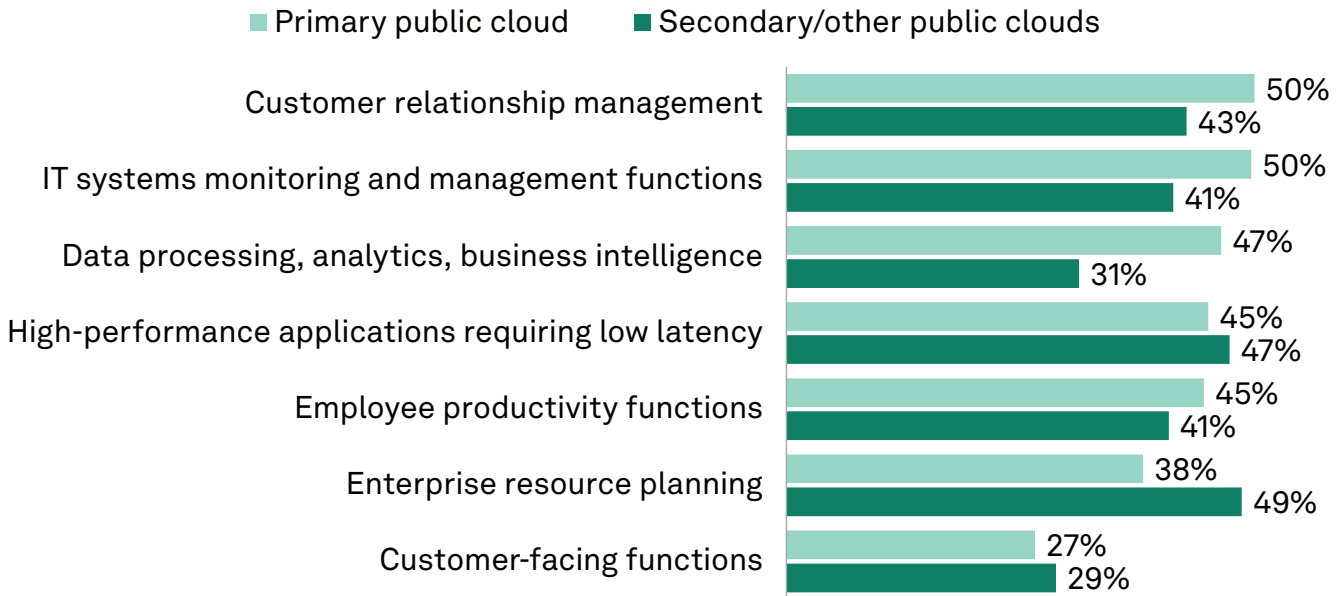 Primary public cloud Secondary/other public clouds
Customer relationship management 50%
43%
IT systems monitoring and management functions 50%
41%
Data processing, analytics, business intelligence 47%
31%
High-performance applications requiring low latency 45%
47%
Employee productivity functions 45%
41%
Enterprise resource planning 38%
49%
Customer-facing functions 27%
29%